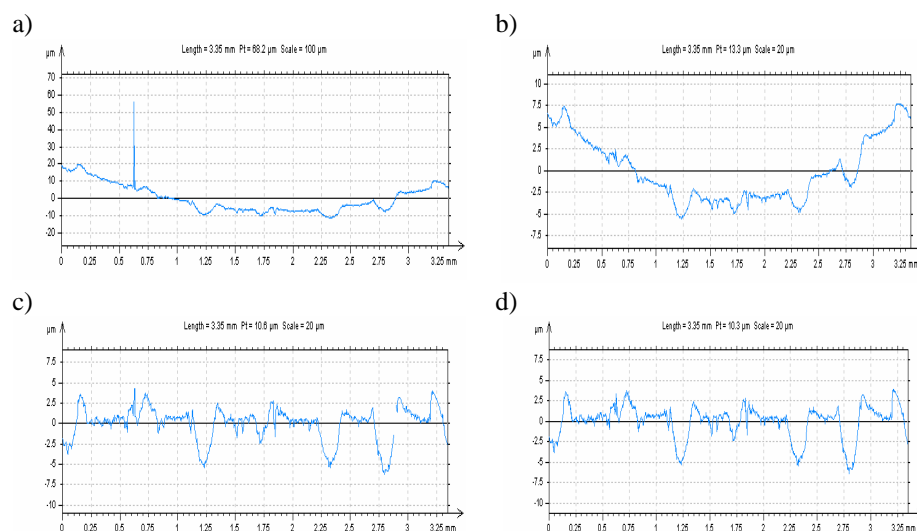 a)
Length = 3.35 mm Pt = 68.2 µm Scale = 100 µm
µm
70
60
50
40
30
20
10
0
-10
-20
0 0.25 0.5 0.75 1 1.25 1.5 1.75 2 2.25 2.5 2.75 3 3.25 mm
b)
Length = 3.35 mm Pt = 13.3 µm Scale = 20 µm
µm
10
7.5
5
2.5
0
-2.5
-5
-7.5
0 0.25 0.5 0.75 1 1.25 1.5 1.75 2 2.25 2.5 2.75 3 3.25 mm
c)
Length = 3.35 mm Pt = 10.6 µm Scale = 20 µm
µm
7.5
5
2.5
0
-2.5
-5
-7.5
-10
0 0.25 0.5 0.75 1 1.25 1.5 1.75 2 2.25 2.5 2.75 3 3.25 mm
d)
Length = 3.35 mm Pt = 10.3 µm Scale = 20 µm
µm
7.5
5
2.5
0
-2.5
-5
-7.5
-10
0 0.25 0.5 0.75 1 1.25 1.5 1.75 2 2.25 2.5 2.75 3 3.25 mm